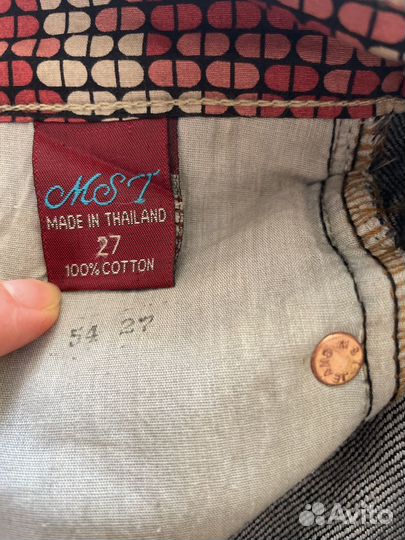 MST
MADE IN THAILAND
27
100% COTTON
54 27
Avito